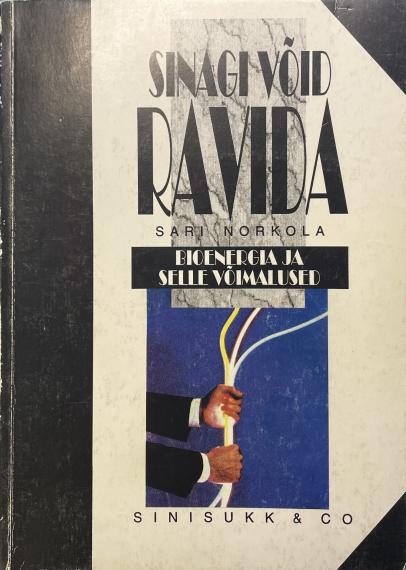 SINAGI VÕID
RAVIDA
SARI NORKOLA
BIOENERGIA JA
SELLE VÕIMALUSED
SINISUKK & CO